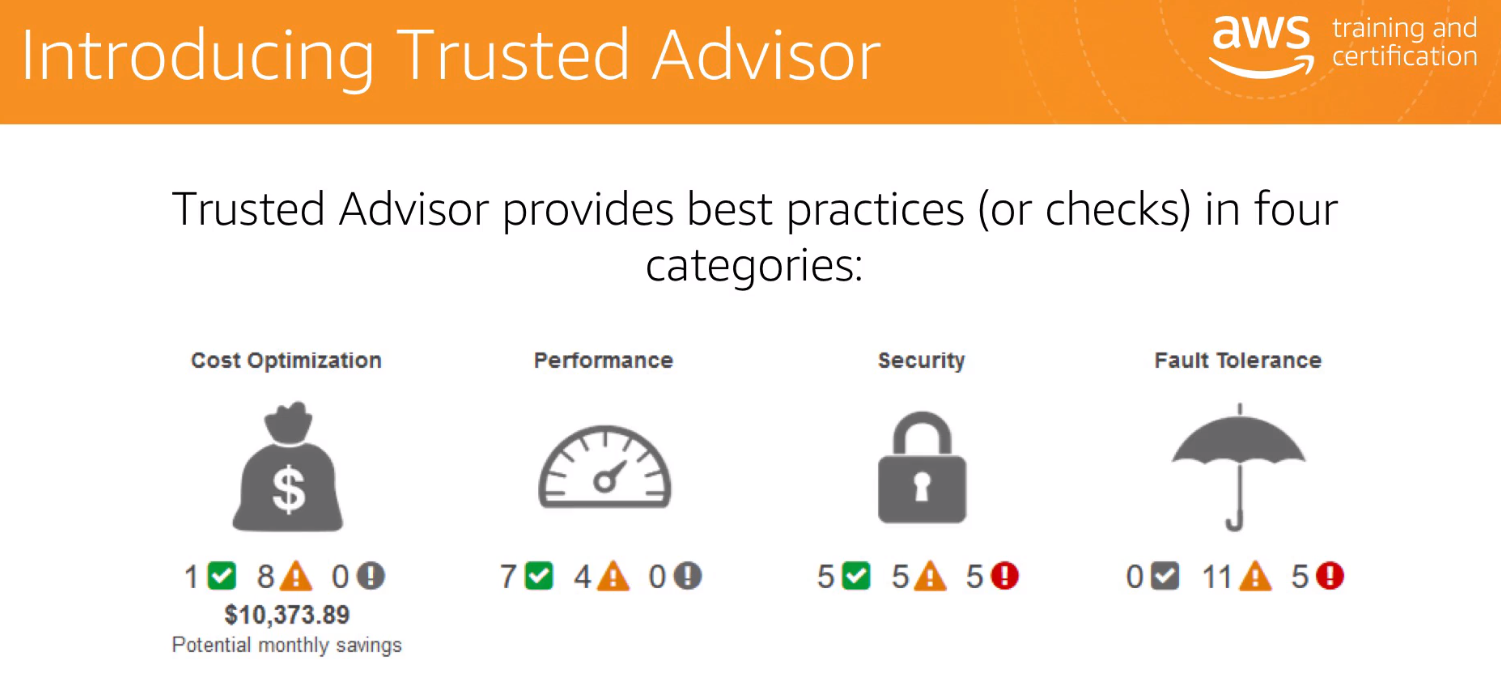 Introducing Trusted Advisor
aws training and
certification
Trusted Advisor provides best practices (or checks) in four
categories:
Cost Optimization
$
1 8 0
$10,373.89
Potential monthly savings
Performance
7 4 0
Security
5 5 5
Fault Tolerance
0 11 5